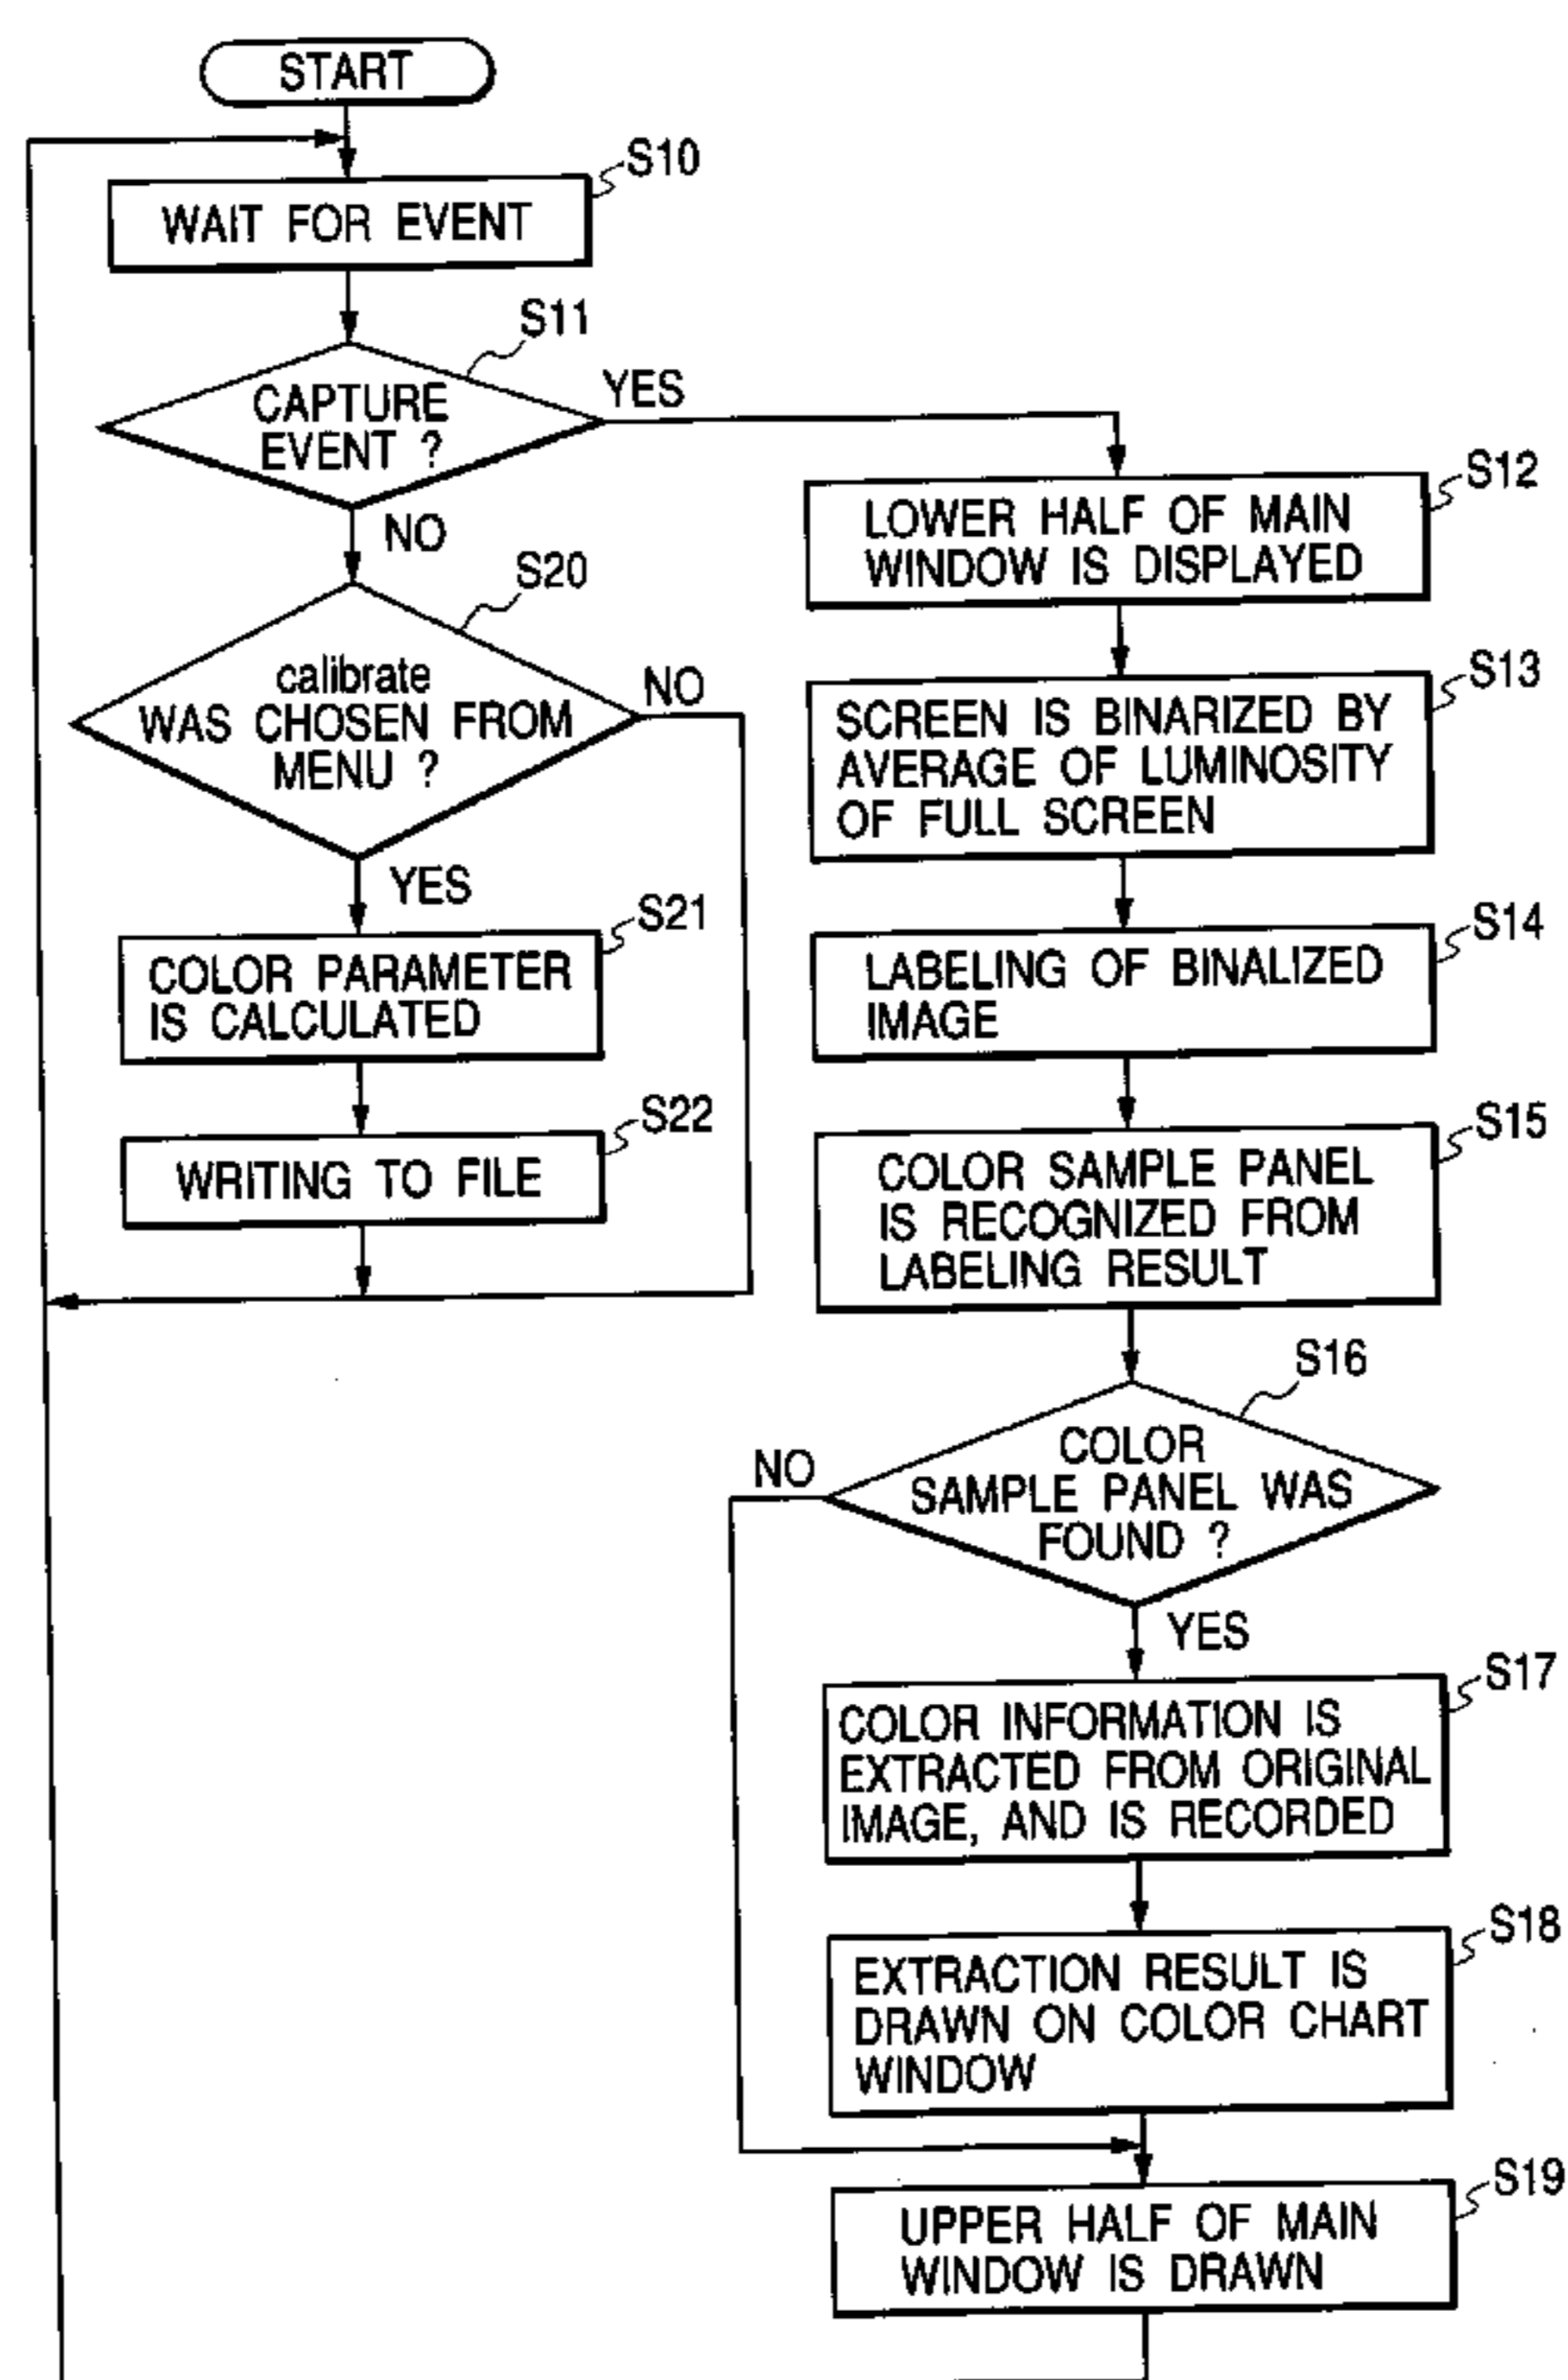 START
S10
WAIT FOR EVENT
S11
CAPTURE
EVENT ?
YES
NO
S12
LOWER HALF OF MAIN
WINDOW IS DISPLAYED
S20
calibrate
WAS CHOSEN FROM
MENU ?
NO
YES
S13
SCREEN IS BINARIZED BY
AVERAGE OF LUMINOSITY
OF FULL SCREEN
S21
COLOR PARAMETER
IS CALCULATED
S14
LABELING OF BINALIZED
IMAGE
S22
WRITING TO FILE
S15
COLOR SAMPLE PANEL
IS RECOGNIZED FROM
LABELING RESULT
S16
COLOR
SAMPLE PANEL WAS
FOUND ?
NO
YES
S17
COLOR INFORMATION IS
EXTRACTED FROM ORIGINAL
IMAGE, AND IS RECORDED
S18
EXTRACTION RESULT IS
DRAWN ON COLOR CHART
WINDOW
S19
UPPER HALF OF MAIN
WINDOW IS DRAWN